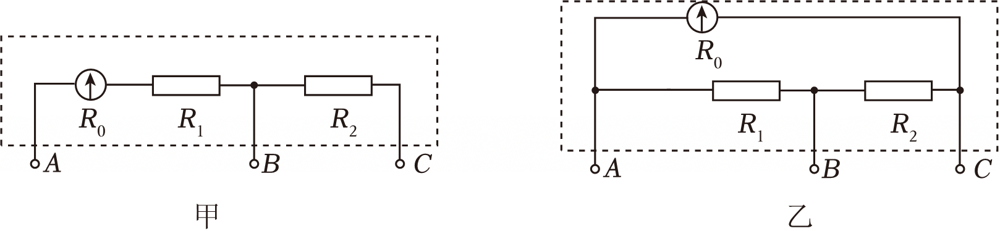 R₀ R₁ R₂
A B C
甲
R₀
R₁ R₂
A B C
乙